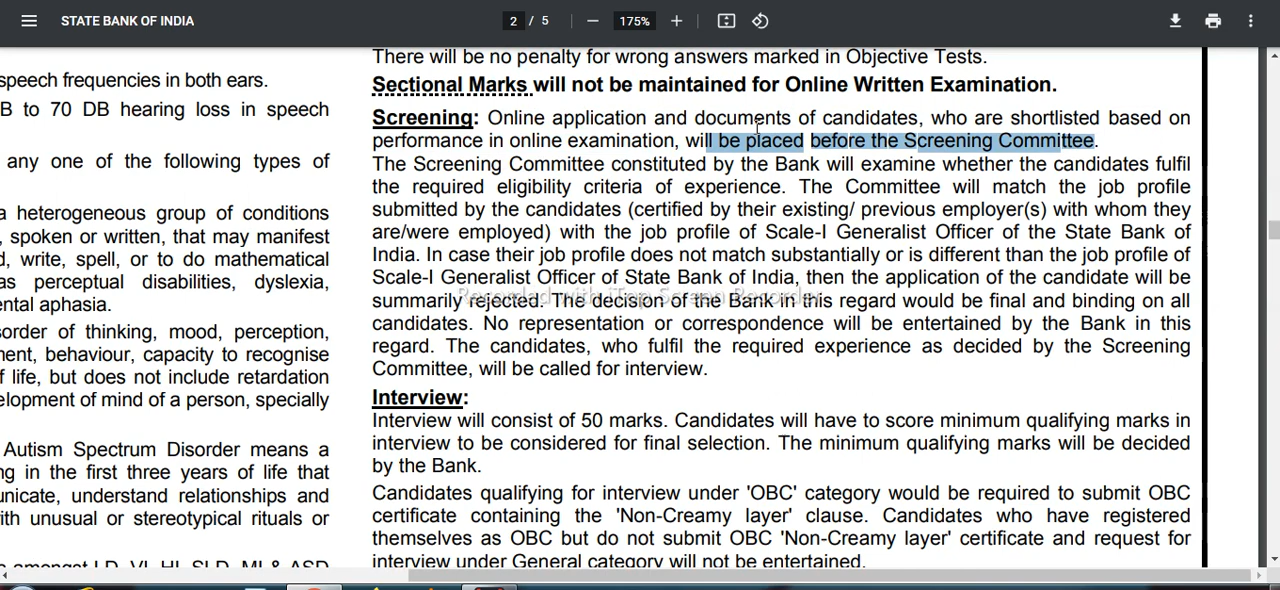 STATE BANK OF INDIA
2 / 5
175%
speech frequencies in both ears.
B to 70 DB hearing loss in speech
any one of the following types of
a heterogeneous group of conditions
, spoken or written, that may manifest
d, write, spell, or to do mathematical
as perceptual disabilities, dyslexia,
ental aphasia.
order of thinking, mood, perception,
ment, behaviour, capacity to recognise
f life, but does not include retardation
elopment of mind of a person, specially
Autism Spectrum Disorder means a
ng in the first three years of life that
unicate, understand relationships and
ith unusual or stereotypical rituals or
amongst LD, VI, HI, SLD, MI & ASD
There will be no penalty for wrong answers marked in Objective Tests.
Sectional Marks will not be maintained for Online Written Examination.
Screening: Online application and documents of candidates, who are shortlisted based on
performance in online examination, will be placed before the Screening Committee.
The Screening Committee constituted by the Bank will examine whether the candidates fulfil
the required eligibility criteria of experience. The Committee will match the job profile
submitted by the candidates (certified by their existing/ previous employer(s) with whom they
are/were employed) with the job profile of Scale-I Generalist Officer of the State Bank of
India. In case their job profile does not match substantially or is different than the job profile of
Scale-I Generalist Officer of State Bank of India, then the application of the candidate will be
summarily rejected. The decision of the Bank in this regard would be final and binding on all
candidates. No representation or correspondence will be entertained by the Bank in this
regard. The candidates, who fulfil the required experience as decided by the Screening
Committee, will be called for interview.
Interview:
Interview will consist of 50 marks. Candidates will have to score minimum qualifying marks in
interview to be considered for final selection. The minimum qualifying marks will be decided
by the Bank.
Candidates qualifying for interview under 'OBC' category would be required to submit OBC
certificate containing the 'Non-Creamy layer' clause. Candidates who have registered
themselves as OBC but do not submit OBC 'Non-Creamy layer' certificate and request for
interview under General category will not be entertained.
Recorded with iTop Screen Recorder